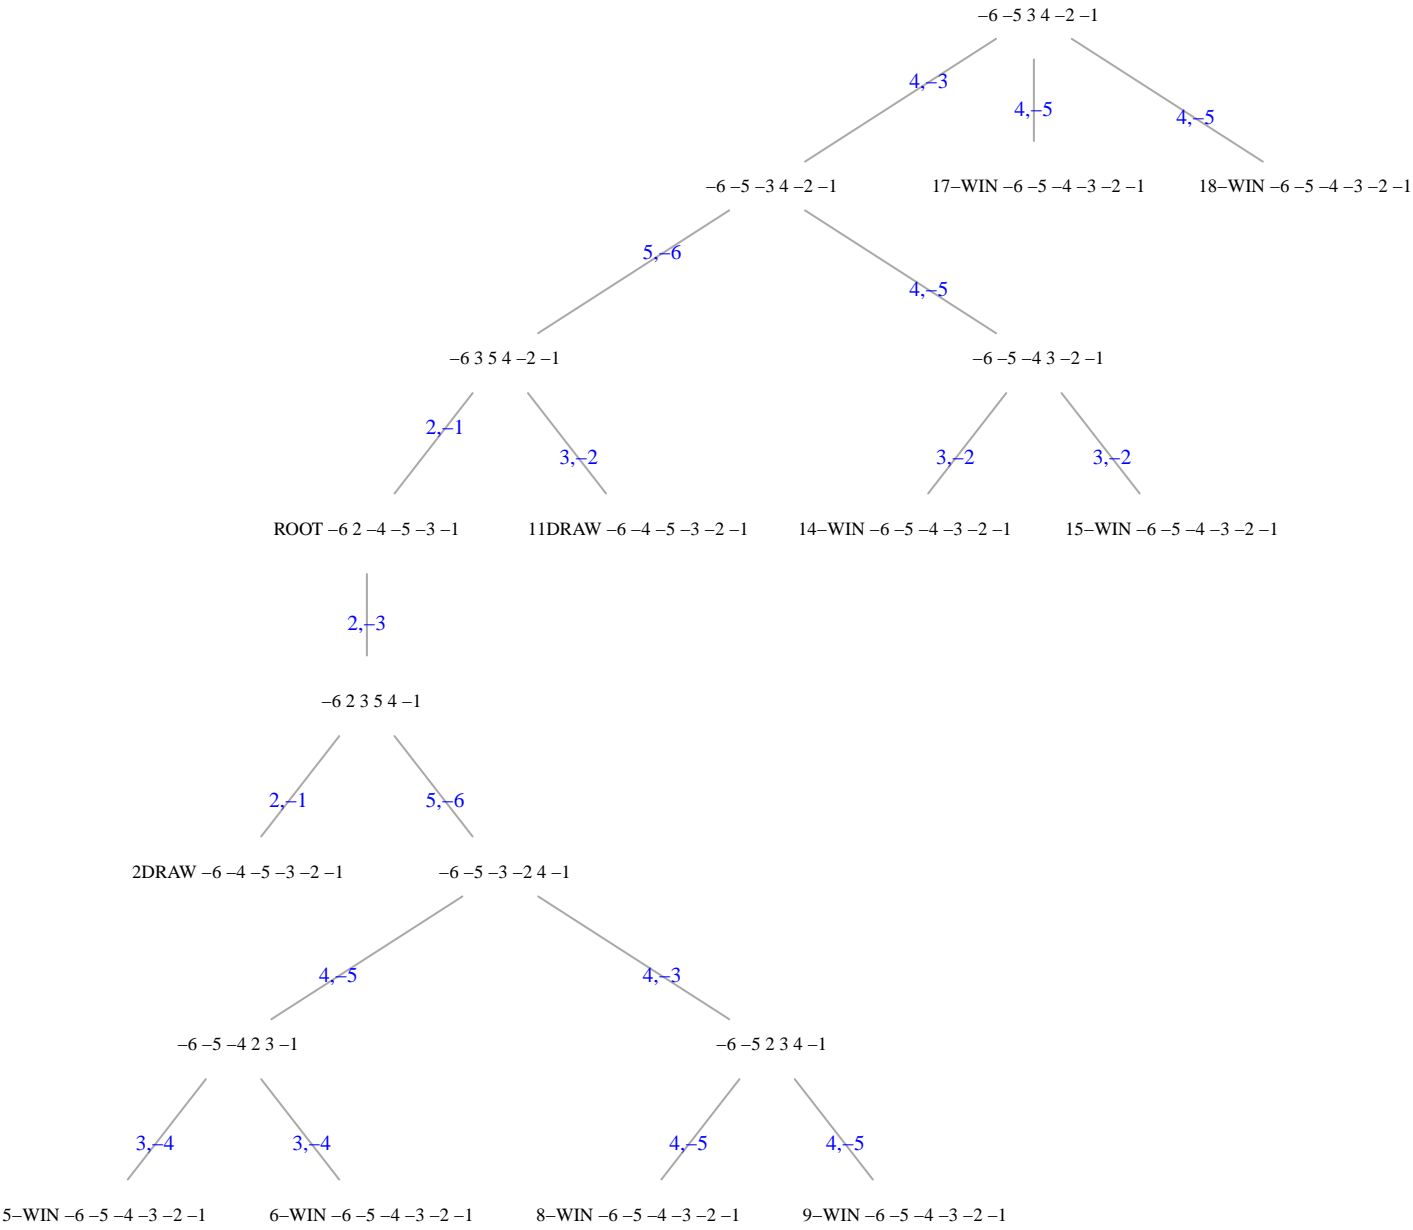 –6 –5 3 4 –2 –1
4,–3
4,–5
4,–5
–6 –5 –3 4 –2 –1
17–WIN –6 –5 –4 –3 –2 –1
18–WIN –6 –5 –4 –3 –2 –1
5,–6
4,–5
–6 3 5 4 –2 –1
–6 –5 –4 3 –2 –1
2,–1
3,–2
3,–2
3,–2
ROOT –6 2 –4 –5 –3 –1
11DRAW –6 –4 –5 –3 –2 –1
14–WIN –6 –5 –4 –3 –2 –1
15–WIN –6 –5 –4 –3 –2 –1
2,–3
–6 2 3 5 4 –1
2,–1
5,–6
2DRAW –6 –4 –5 –3 –2 –1
–6 –5 –3 –2 4 –1
4,–5
4,–3
–6 –5 –4 2 3 –1
–6 –5 2 3 4 –1
3,–4
3,–4
4,–5
4,–5
5–WIN –6 –5 –4 –3 –2 –1
6–WIN –6 –5 –4 –3 –2 –1
8–WIN –6 –5 –4 –3 –2 –1
9–WIN –6 –5 –4 –3 –2 –1